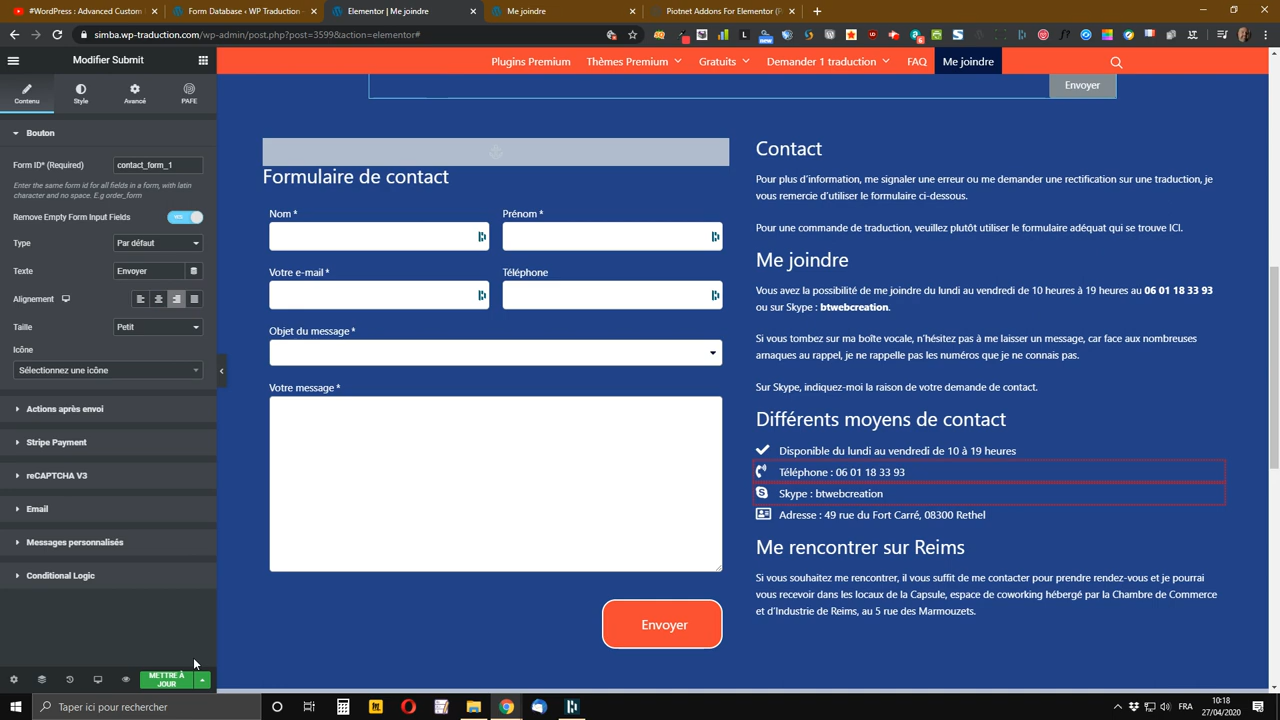 #WordPress : Annonces du
Form Database ‹ WP Traduction
Elementor | Me joindre
Me joindre
Piotnet Addons For Elementor
Piotnet Addons For Elementor F
simba.wp-traduction.com/wp-admin/post.php?post=3599&action=elementor#
Modifier Submit
Plugins Premium
Thèmes Premium
Gratuits
Demander 1 traduction
FAQ
Me joindre
Contenu
Style
Avancé
PAFE
Envoyer
Bouton
Form ID* (Required)
contact_form_1
Enter the same form id for all fields in a form, with latin
character and no space. E.g order_form
Remove Empty Form Input Fields
YES
Type
Par défaut
Texte
Envoyer
Alignement
Taille
Petit
Icône
Sélectionnez une icône
Actions après envoi
Stripe Payment
reCAPTCHA V3
Email
Messages personnalisés
Conditional Logic
METTRE À
JOUR
Formulaire de contact
Nom *
Prénom *
Votre e-mail *
Téléphone
Objet du message *
Votre message *
Envoyer
Contact
Pour plus d'information, me signaler une erreur ou me demander une rectification sur une traduction, je
vous remercie d'utiliser le formulaire ci-dessous.
Pour une commande de traduction, veuillez plutôt utiliser le formulaire adéquat qui se trouve ICI.
Me joindre
Vous avez la possibilité de me joindre du lundi au vendredi de 10 heures à 19 heures au 06 01 18 33 93
ou sur Skype : btwebcreation.
Si vous tombez sur ma boîte vocale, n'hésitez pas à me laisser un message, car face aux nombreuses
arnaques au rappel, je ne rappelle pas les numéros que je ne connais pas.
Sur Skype, indiquez-moi la raison de votre demande de contact.
Différents moyens de contact
Disponible du lundi au vendredi de 10 à 19 heures
Téléphone : 06 01 18 33 93
Skype : btwebcreation
Adresse : 49 rue du Fort Carré, 08300 Rethel
Me rencontrer sur Reims
Si vous souhaitez me rencontrer, il vous suffit de me contacter pour prendre rendez-vous et je pourrai
vous recevoir dans les locaux de la Capsule, espace de coworking hébergé par la Chambre de Commerce
et d'Industrie de Reims, au 5 rue des Marmouzets.
Taper ici pour rechercher
FRA
10:18
27/04/2020